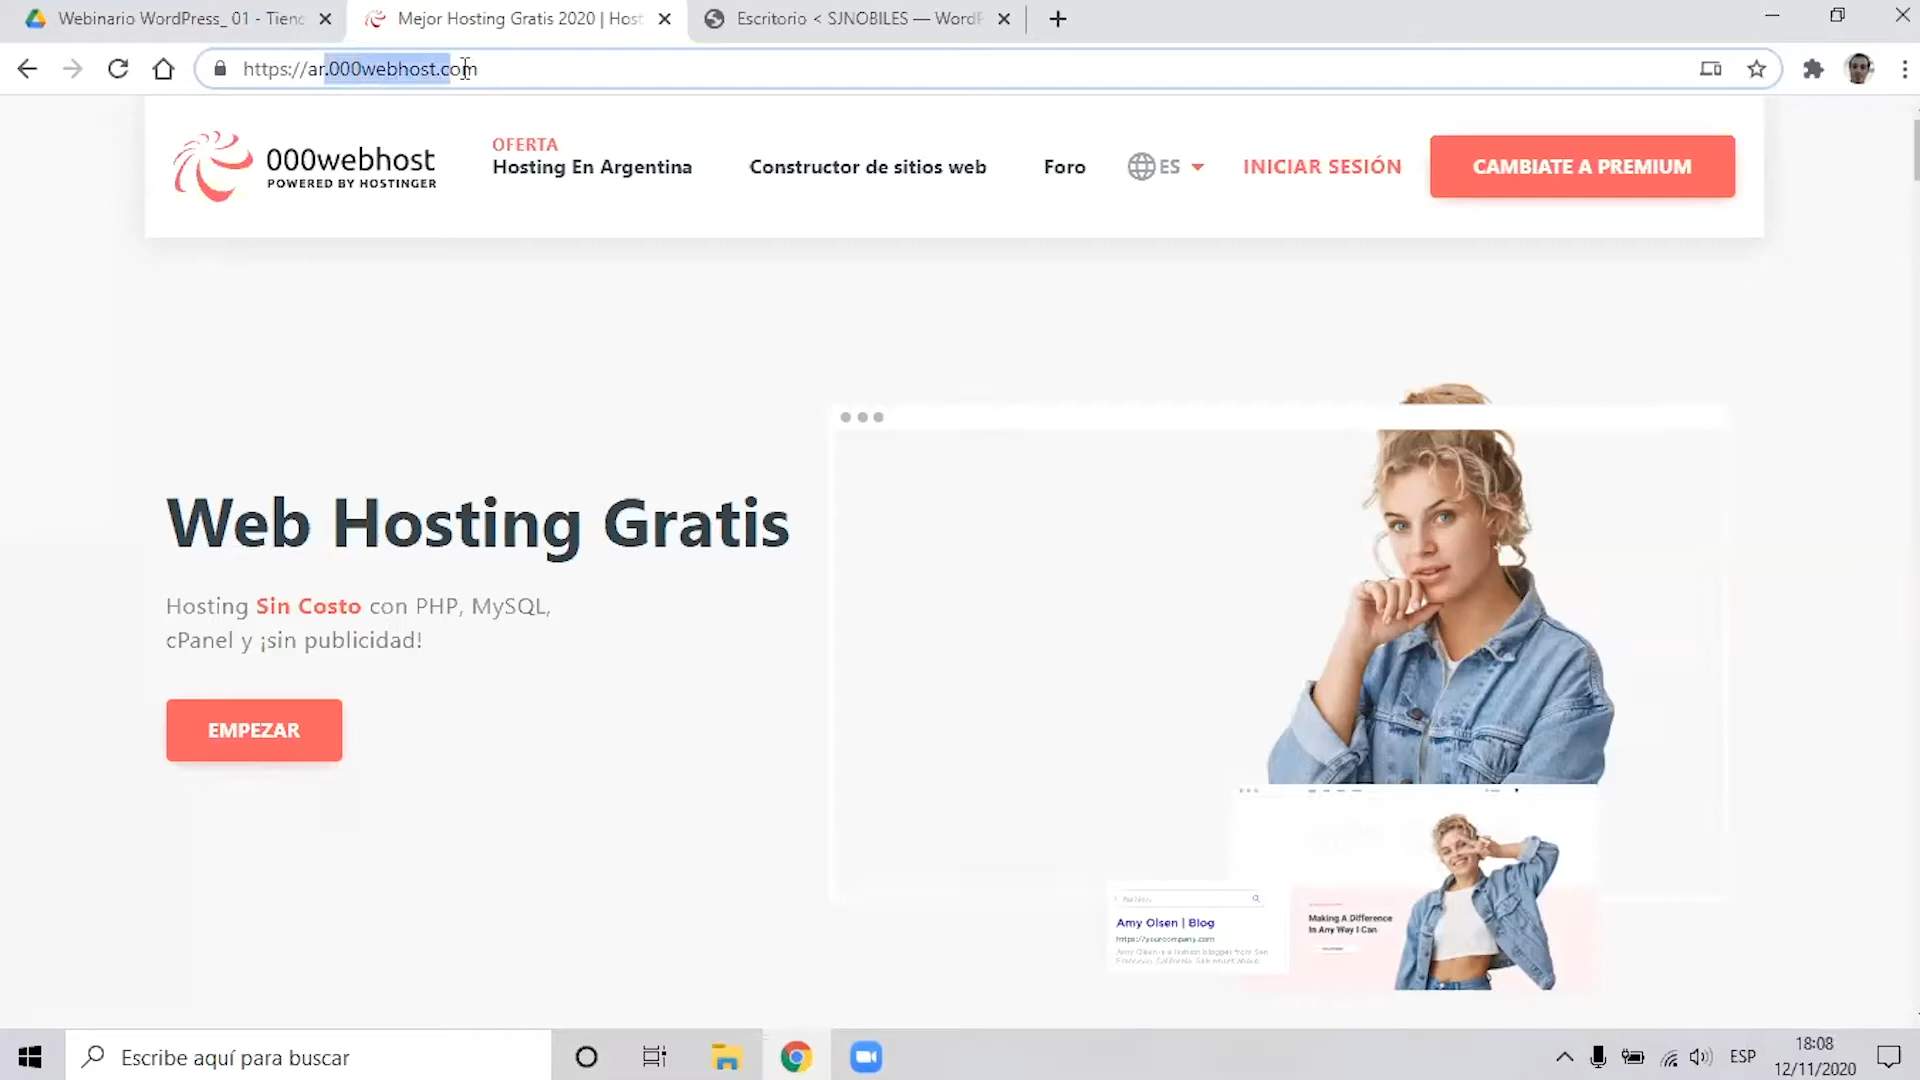 Webinario WordPress_ 01 - Tienc
Mejor Hosting Gratis 2020 | Host
Escritorio < SJNOBILES — WordP
https://ar.000webhost.com
000webhost
POWERED BY HOSTINGER
OFERTA
Hosting En Argentina
Constructor de sitios web
Foro
ES
INICIAR SESIÓN
CAMBIATE A PREMIUM
Web Hosting Gratis
Hosting Sin Costo con PHP, MySQL,
cPanel y ¡sin publicidad!
EMPEZAR
Amy Olsen | Blog
https://yourcompany.com
Making A Difference
In Any Way I Can
Escribe aquí para buscar
ESP
18:08
12/11/2020